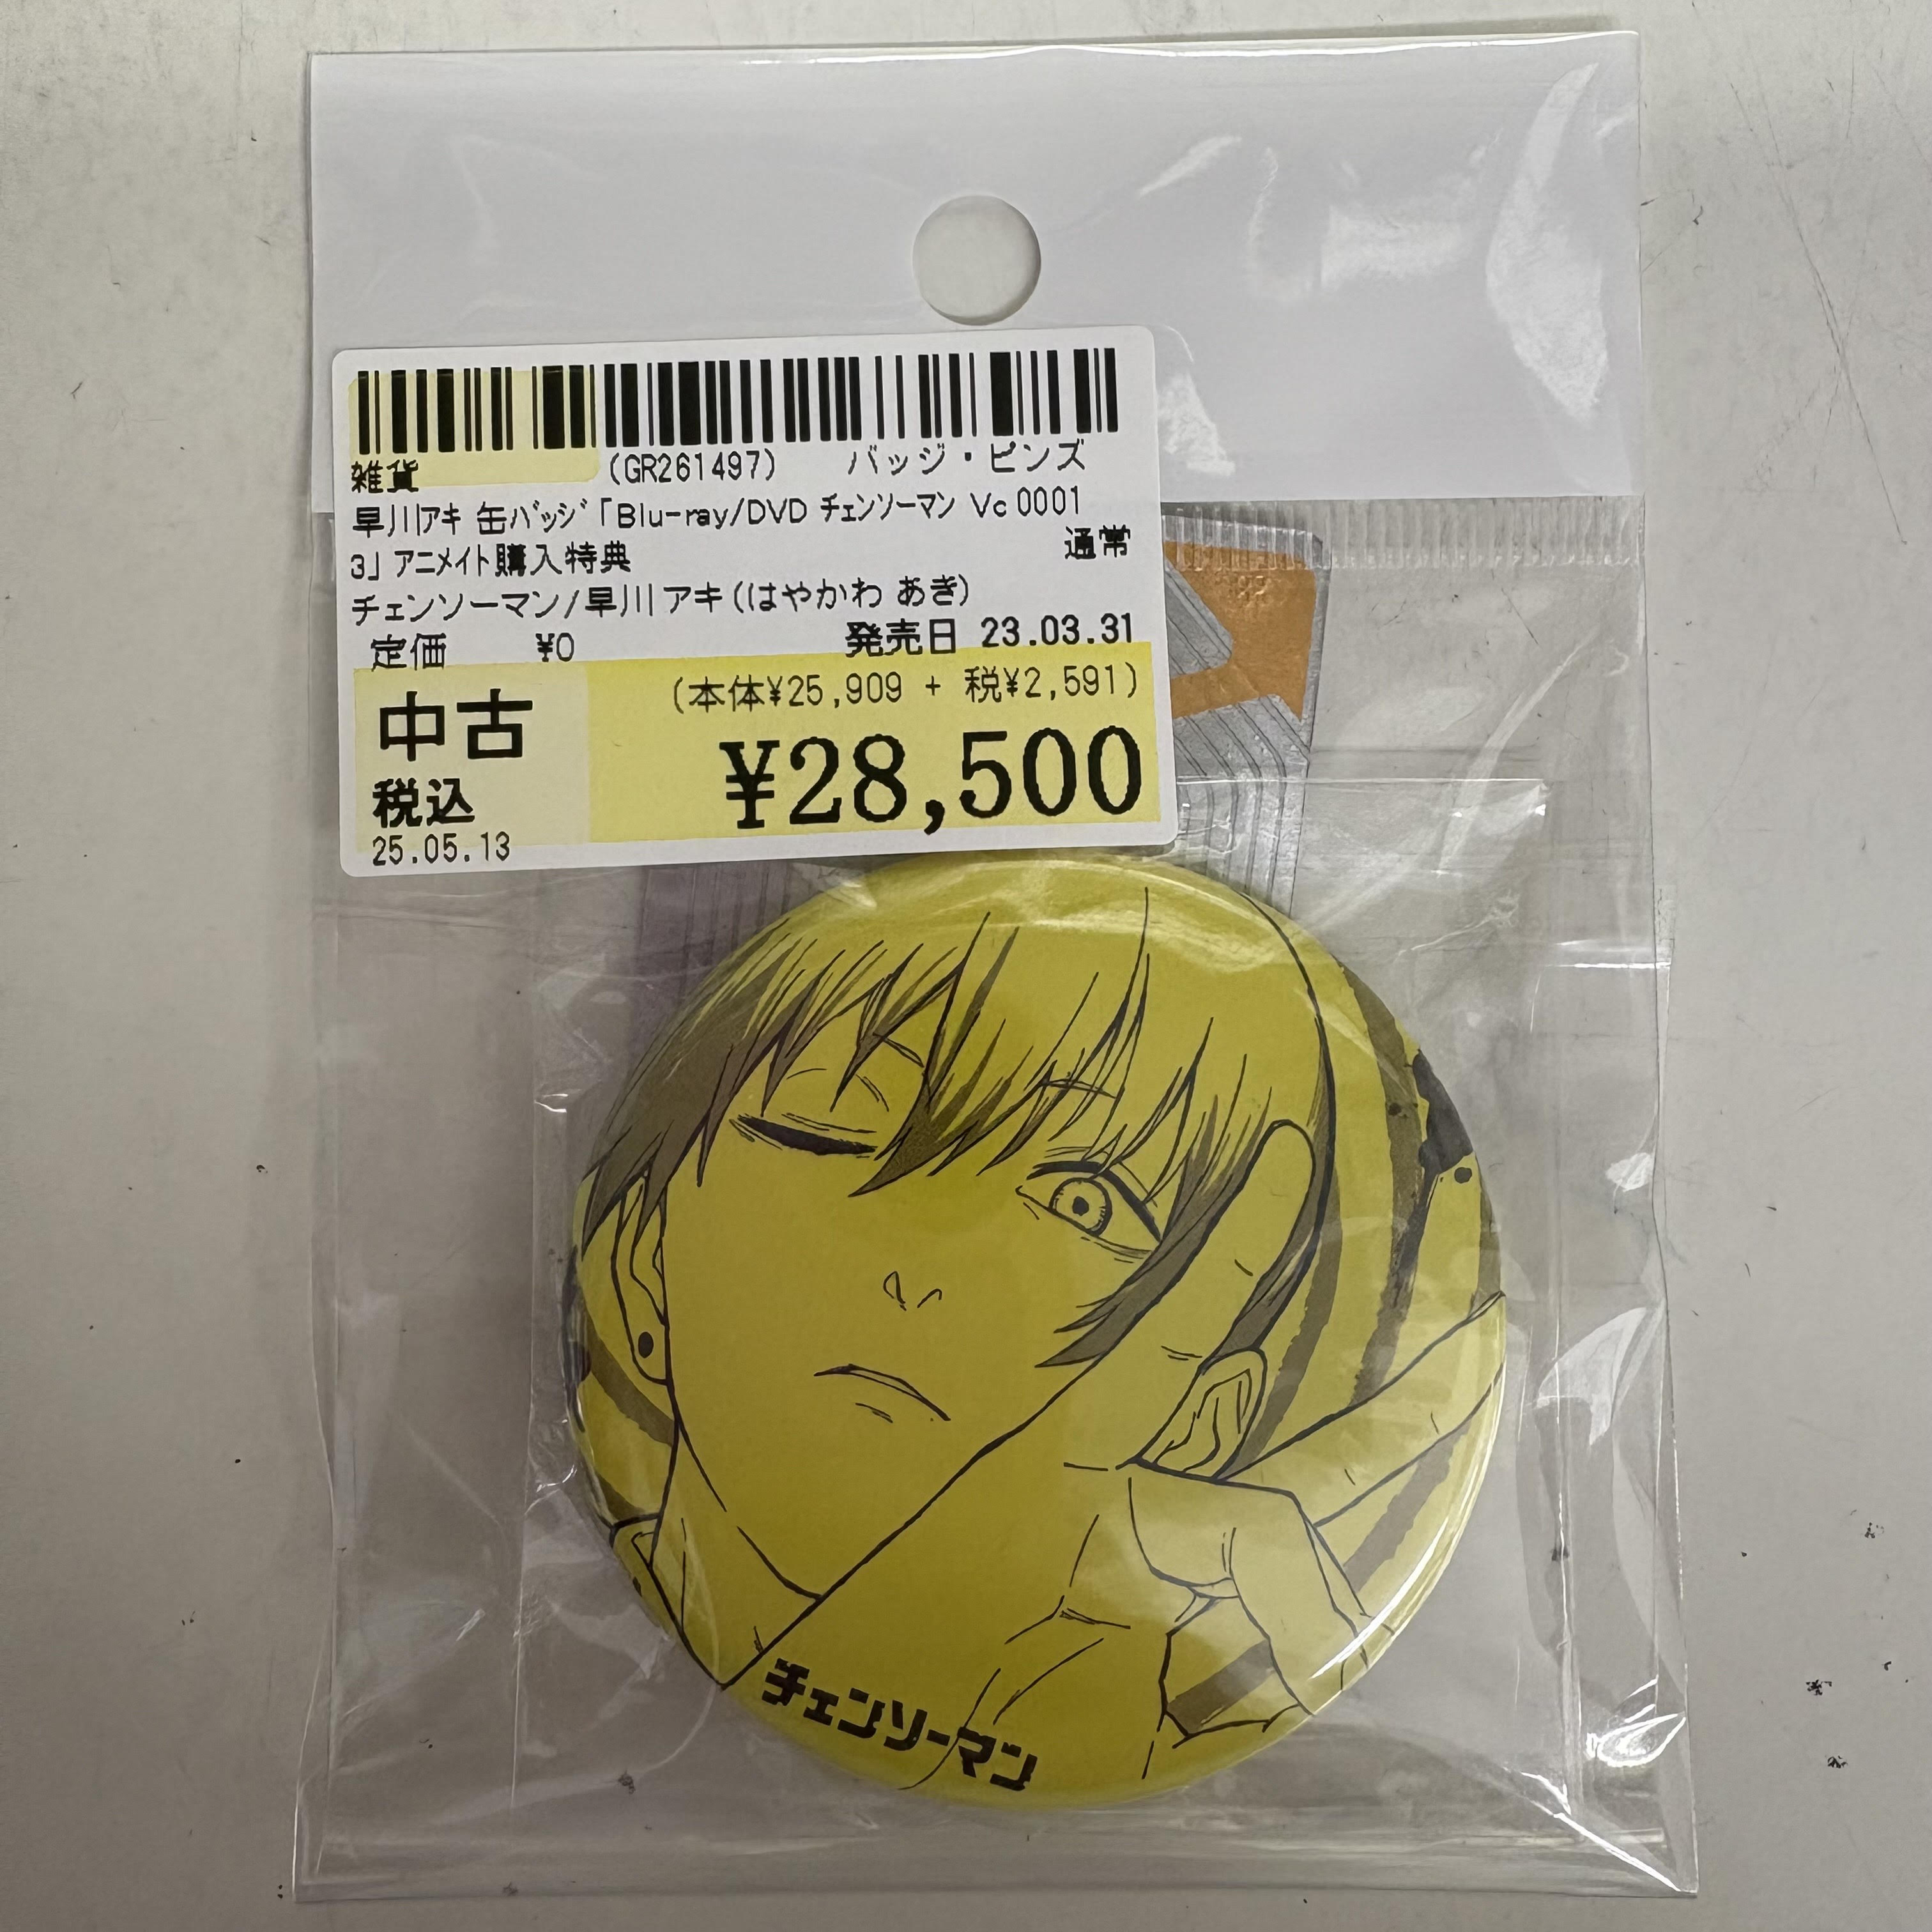 雑貨 (GR261497) バッジ・ピンズ
早川アキ 缶バッジ「Blu-ray/DVD チェンソーマン Vc 0001
3」アニメイト購入特典 通常
チェンソーマン/早川アキ(はやかわ あき)
定価 ¥0 発売日 23.03.31
(本体¥25,909 + 税¥2,591)
中古
税込 ¥28,500
25.05.13
チェンソーマン